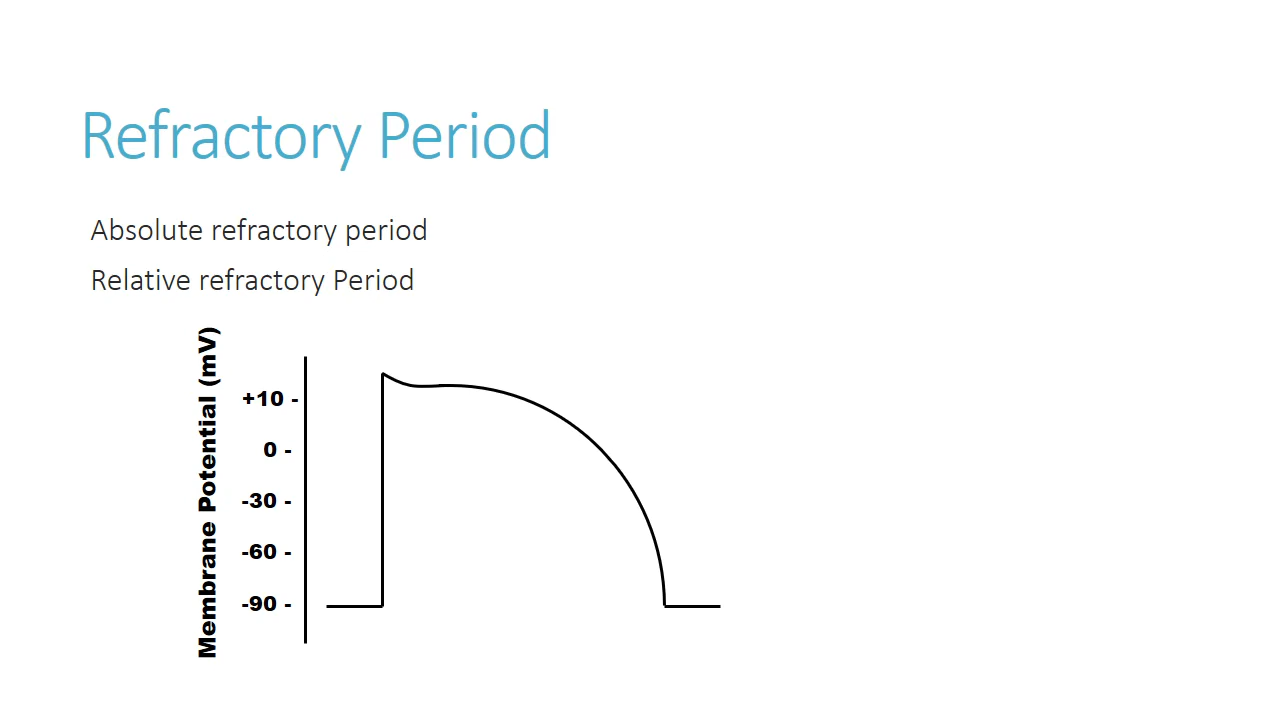 Refractory Period
Absolute refractory period
Relative refractory Period
Membrane Potential (mV)
+10 -
0 -
-30 -
-60 -
-90 -